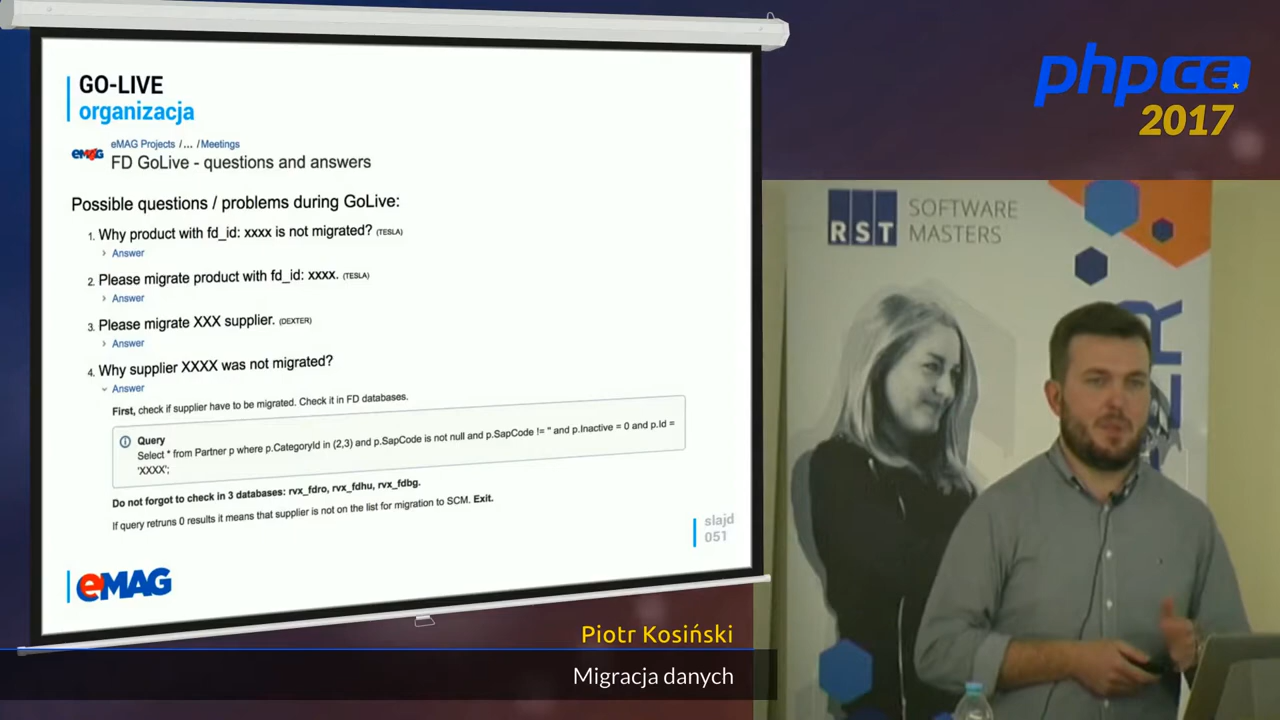 GO-LIVE
organizacja
eMAG
eMAG Projects /... /Meetings
FD GoLive - questions and answers
Possible questions / problems during GoLive:
1. Why product with fd_id: xxxx is not migrated? (TESLA)
› Answer
2. Please migrate product with fd_id: xxxx. (TESLA)
› Answer
3. Please migrate XXX supplier. (DEXTER)
› Answer
4. Why supplier XXXX was not migrated?
⌄ Answer
First, check if supplier have to be migrated. Check it in FD databases.
Query
Select * from Partner p where p.CategoryId in (2,3) and p.SapCode is not null and p.SapCode != '' and p.Inactive = 0 and p.Id =
'XXXX';
Do not forgot to check in 3 databases: rvx_fdro, rvx_fdhu, rvx_fdbg.
If query retruns 0 results it means that supplier is not on the list for migration to SCM. Exit.
slajd
051
eMAG
phpCE
2017
RST
SOFTWARE
MASTERS
Piotr Kosiński
Migracja danych